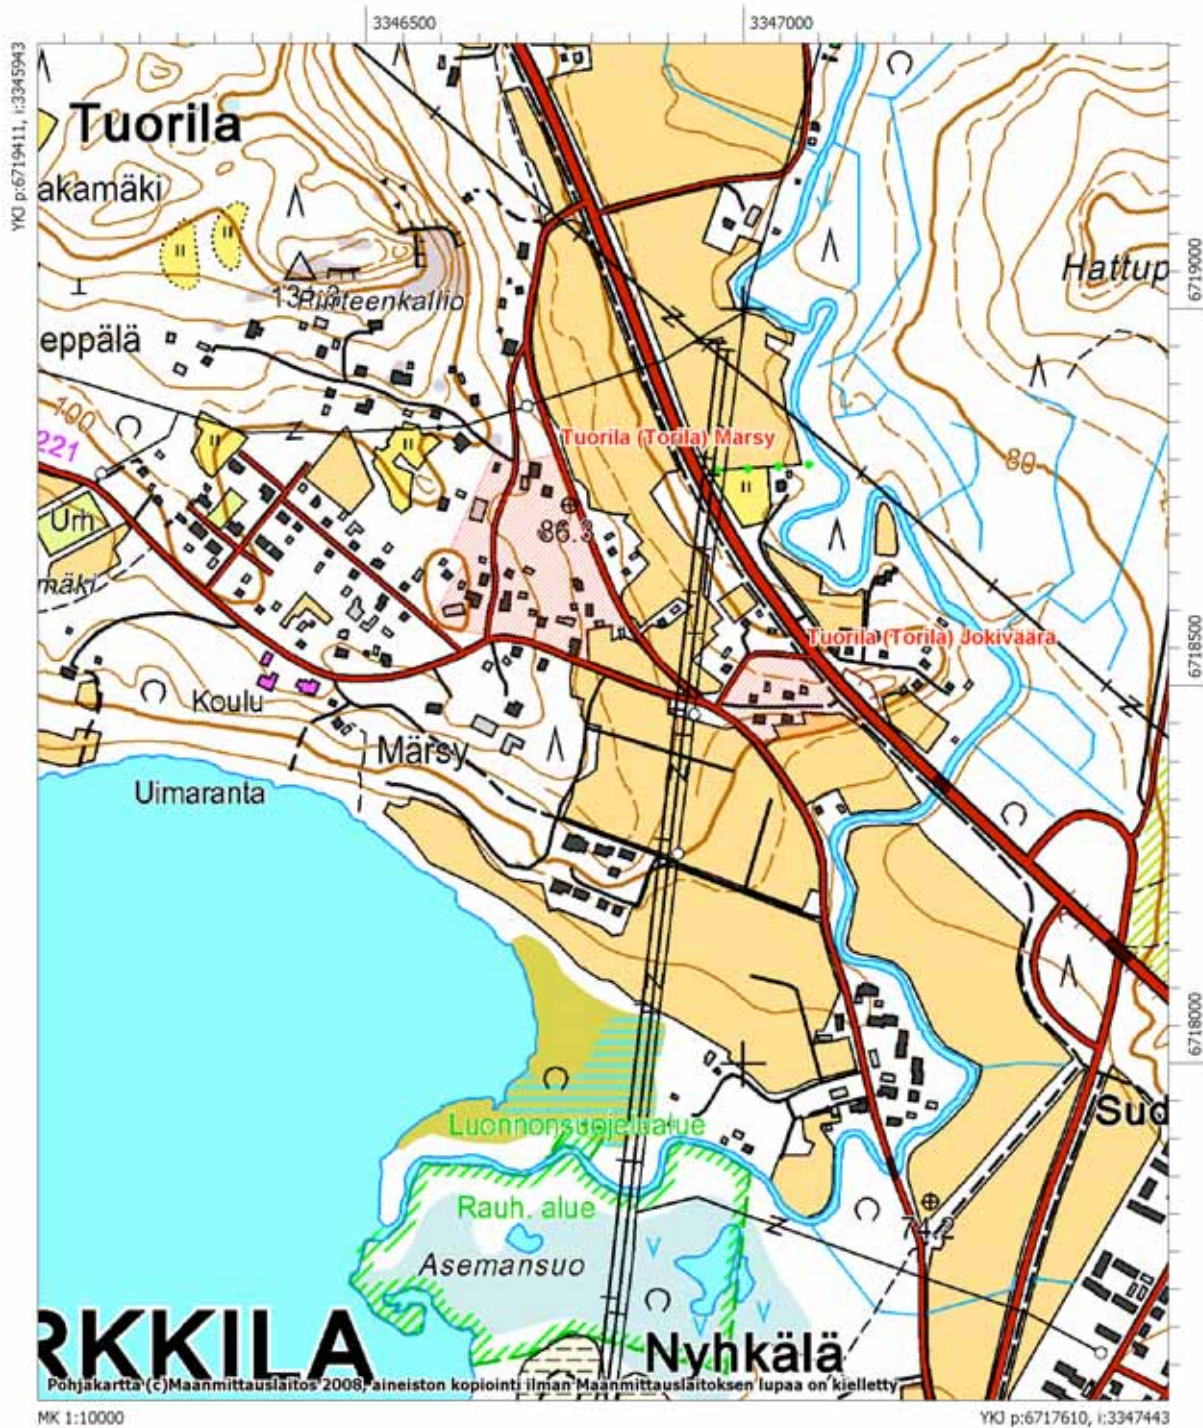 3346500
3347000
YKJ p:6719411, i:3345943
Tuorila
akamäki
Hattup
6719000
Rinteenkallio
eppälä
100
221
Tuorila (Torila) Märsy
80
Urh
86.3
mäki
Tuorila (Torila) Jokivaara
6718500
Koulu
Märsy
Uimaranta
6718000
Sud
Luonnonsuojelualue
Rauh. alue
74.2
Asemansuo
RKKILA
Nyhkälä
Pohjakartta (c)Maanmittauslaitos 2008, aineiston kopiointi ilman Maanmittauslaitoksen lupaa on kielletty
MK 1:10000
YKJ p:6717610, i:3347443